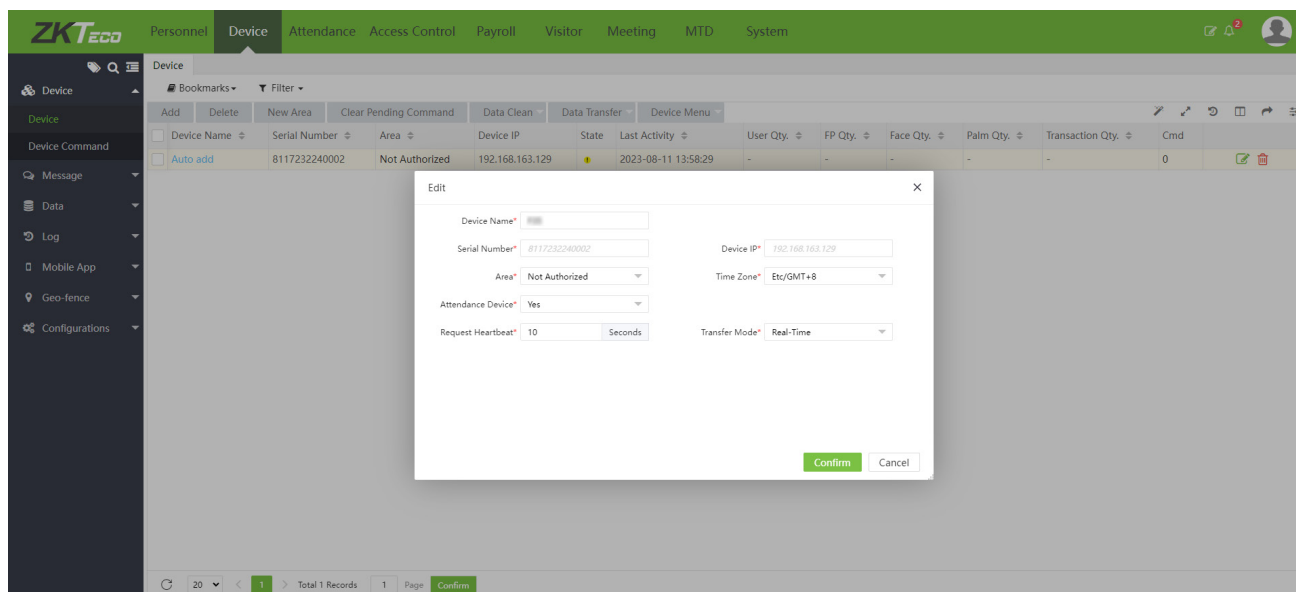 ZKTeco Personnel Device Attendance Access Control Payroll Visitor Meeting MTD System 2
Device
Bookmarks Filter
Device
Device
Device Command
Message
Data
Log
Mobile App
Geo-fence
Configurations
Add Delete New Area Clear Pending Command Data Clean Data Transfer Device Menu
Device Name Serial Number Area Device IP State Last Activity User Qty. FP Qty. Face Qty. Palm Qty. Transaction Qty. Cmd
Auto add 8117232240002 Not Authorized 192.168.163.129 2023-08-11 13:58:29 - - - - - 0
Edit
Device Name*
Serial Number* 8117232240002 Device IP* 192.168.163.129
Area* Not Authorized Time Zone* Etc/GMT+8
Attendance Device* Yes
Request Heartbeat* 10 Seconds Transfer Mode* Real-Time
Confirm Cancel
20 1 Total 1 Records 1 Page Confirm